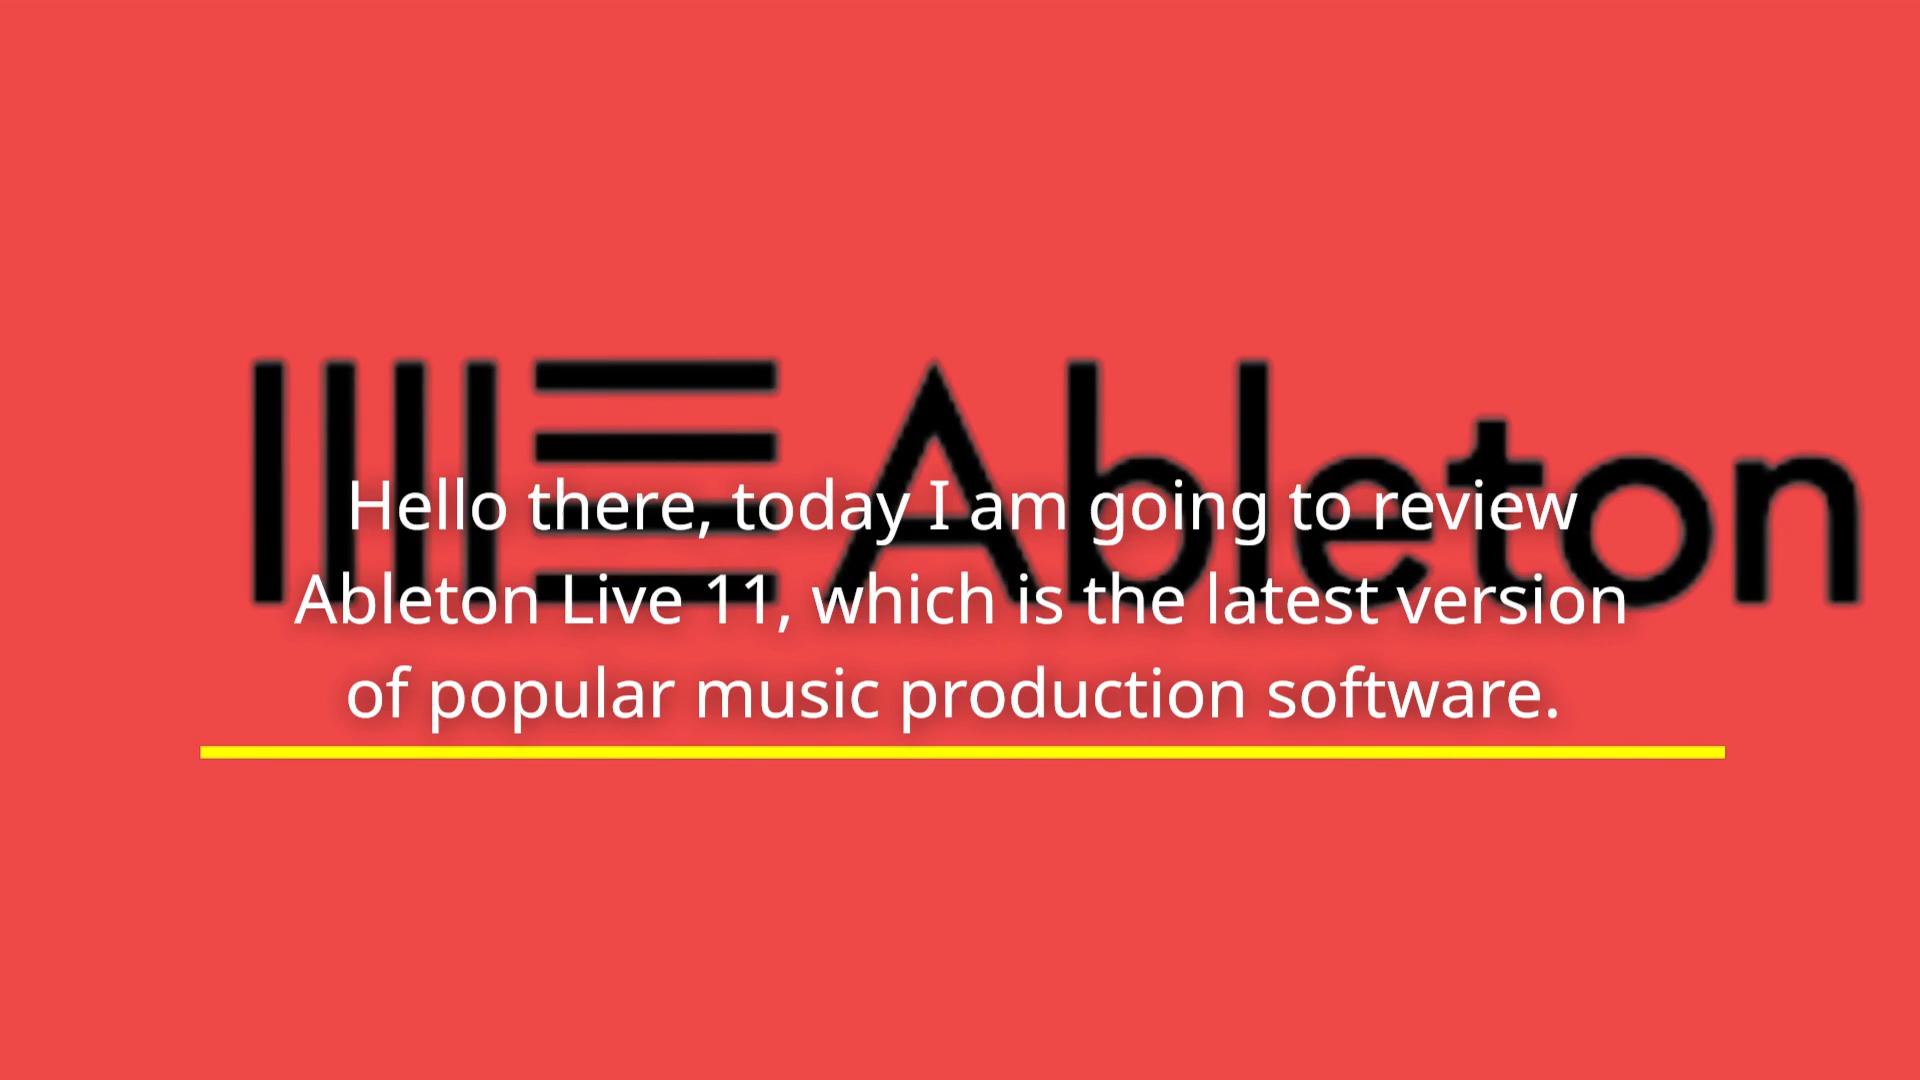 Ableton
Hello there, today I am going to review
Ableton Live 11, which is the latest version
of popular music production software.